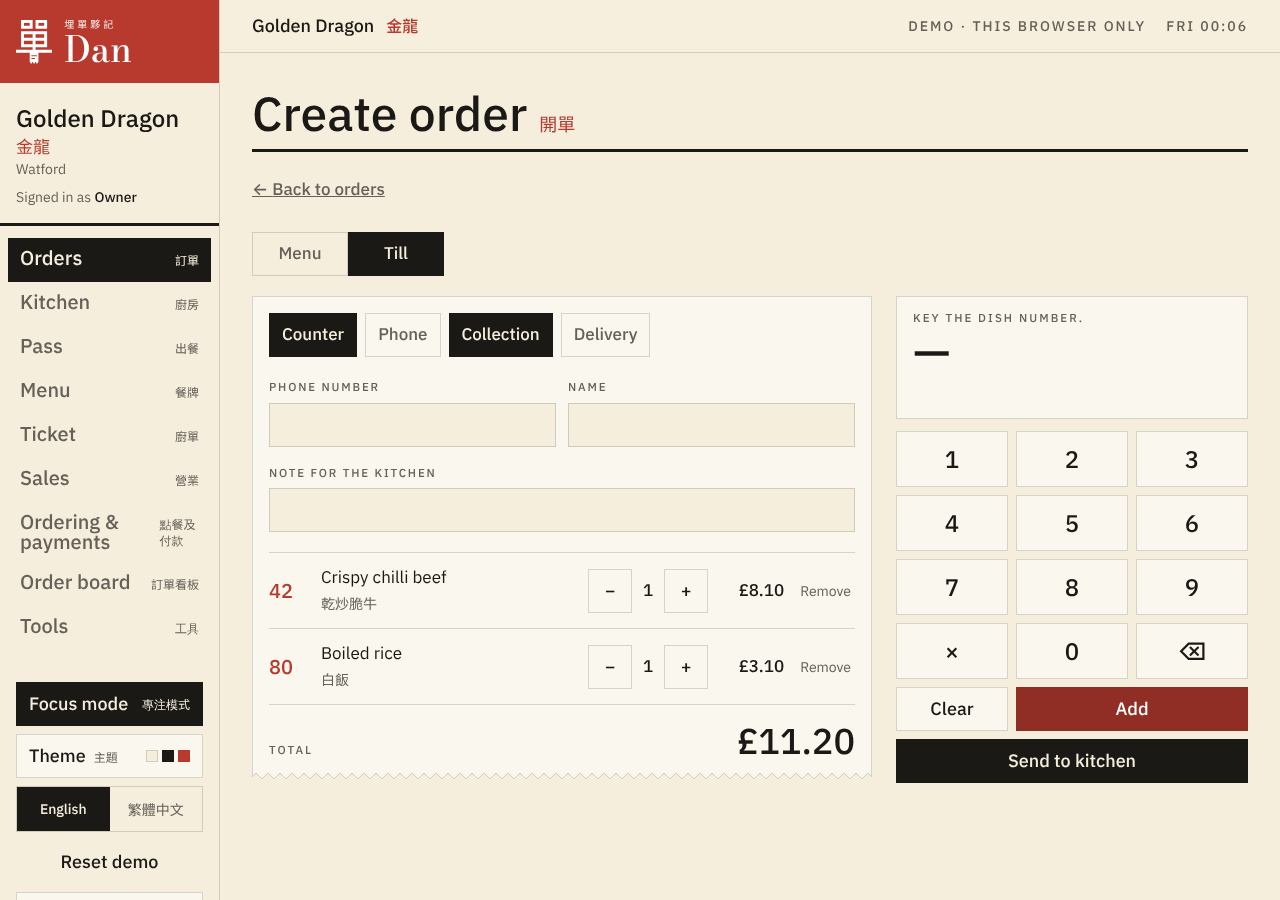 單
埋單夥記
Dan
Golden Dragon
金龍
Watford
Signed in as Owner
Orders 訂單
Kitchen 廚房
Pass 出餐
Menu 餐牌
Ticket 廚單
Sales 營業
Ordering & payments 點餐及付款
Order board 訂單看板
Tools 工具
Focus mode 專注模式
Theme 主題
English 繁體中文
Reset demo
Golden Dragon 金龍
DEMO · THIS BROWSER ONLY FRI 00:06
Create order 開單
← Back to orders
Menu Till
Counter Phone Collection Delivery
PHONE NUMBER NAME
NOTE FOR THE KITCHEN
42 Crispy chilli beef − 1 + £8.10 Remove
乾炒脆牛
80 Boiled rice − 1 + £3.10 Remove
白飯
TOTAL £11.20
KEY THE DISH NUMBER.
—
1 2 3
4 5 6
7 8 9
× 0 ⌫
Clear Add
Send to kitchen